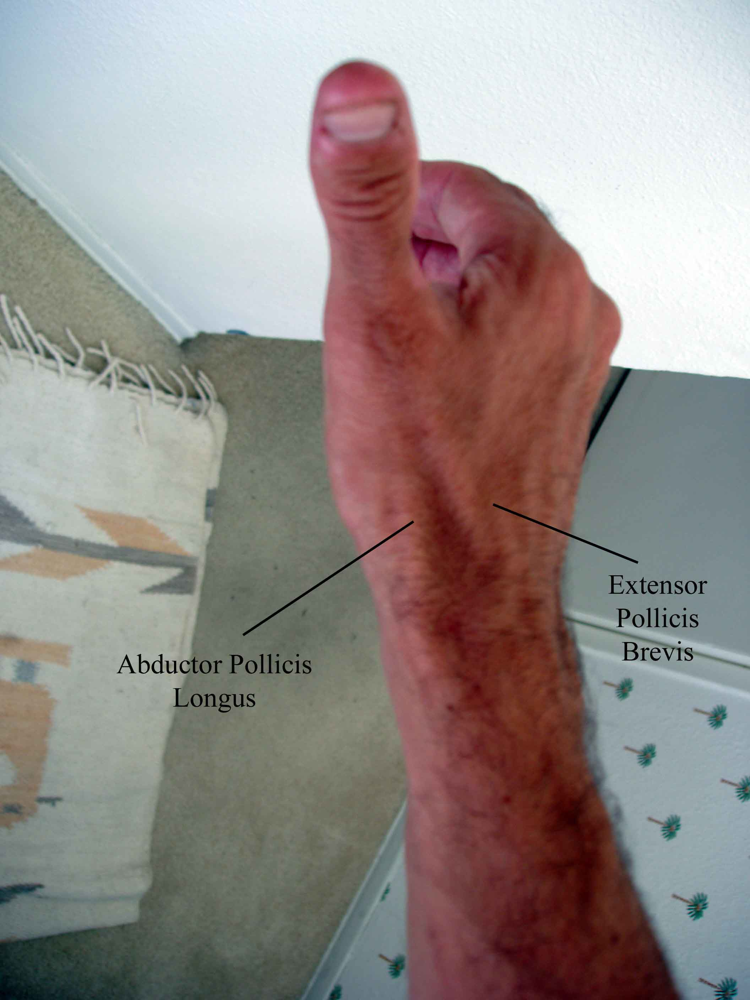 Extensor
Pollicis
Brevis
Abductor Pollicis
Longus